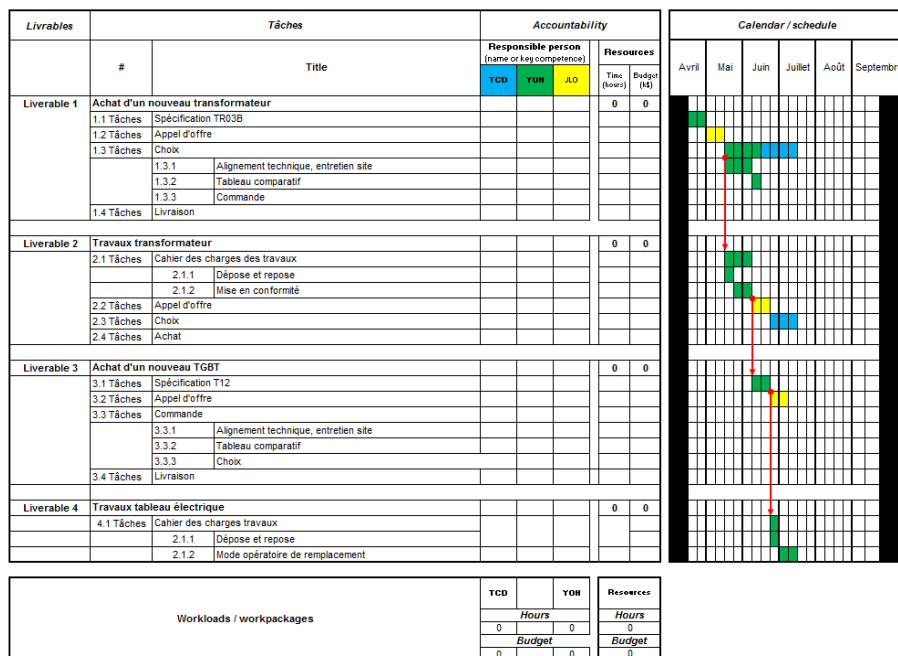 Livrables Tâches Accountability Calendar / schedule
Responsible person
(name or key competence) Resources
# Title TCD YOH JLO Time (hours) Budget (k$) Avril Mai Juin Juillet Août Septembre
Liverable 1 Achat d'un nouveau transformateur 0 0
1.1 Tâches Spécification TR03B
1.2 Tâches Appel d'offre
1.3 Tâches Choix
1.3.1 Alignement technique, entretien site
1.3.2 Tableau comparatif
1.3.3 Commande
1.4 Tâches Livraison
Liverable 2 Travaux transformateur 0 0
2.1 Tâches Cahier des charges des travaux
2.1.1 Dépose et repose
2.1.2 Mise en conformité
2.2 Tâches Appel d'offre
2.3 Tâches Choix
2.4 Tâches Achat
Liverable 3 Achat d'un nouveau TGBT 0 0
3.1 Tâches Spécification T12
3.2 Tâches Appel d'offre
3.3 Tâches Commande
3.3.1 Alignement technique, entretien site
3.3.2 Tableau comparatif
3.3.3 Choix
3.4 Tâches Livraison
Liverable 4 Travaux tableau électrique 0 0
4.1 Tâches Cahier des charges travaux
2.1.1 Dépose et repose
2.1.2 Mode opératoire de remplacement
TCD YOH Resources
Workloads / workpackages
Hours Hours
0 0 0
Budget Budget
0 0 0